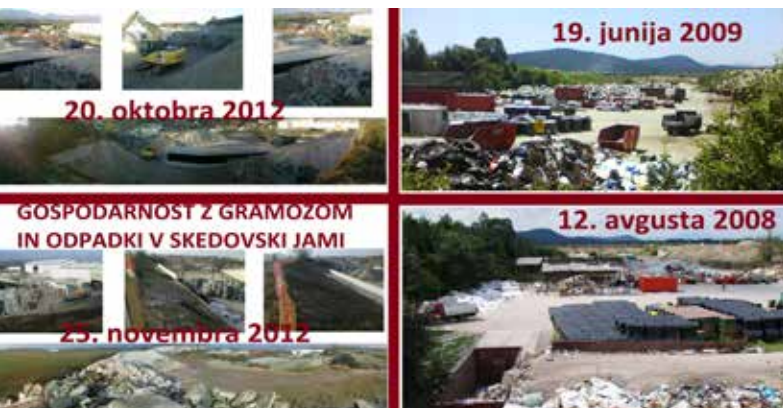 20. oktobra 2012
19. junija 2009
GOSPODARNOST Z GRAMOZOM
IN ODPADKI V SKEDOVSKI JAMI
25. novembra 2012
12. avgusta 2008